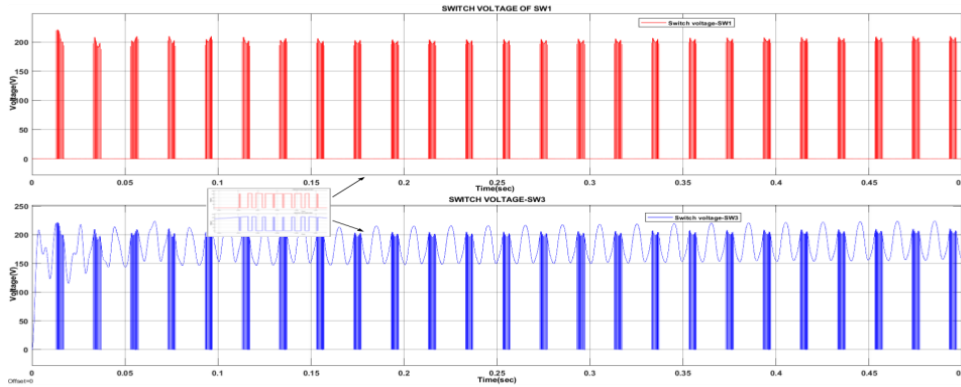 SWITCH VOLTAGE OF SW1
Switch voltage-SW1
Voltage(V)
200
150
100
50
0
0 0.05 0.1 0.15 0.2 0.25 0.3 0.35 0.4 0.45
Time(sec)
SWITCH VOLTAGE-SW3
Switch voltage-SW3
Voltage(V)
250
200
150
100
50
0
0 0.05 0.1 0.15 0.2 0.25 0.3 0.35 0.4 0.45
Time(sec)
Offset=0